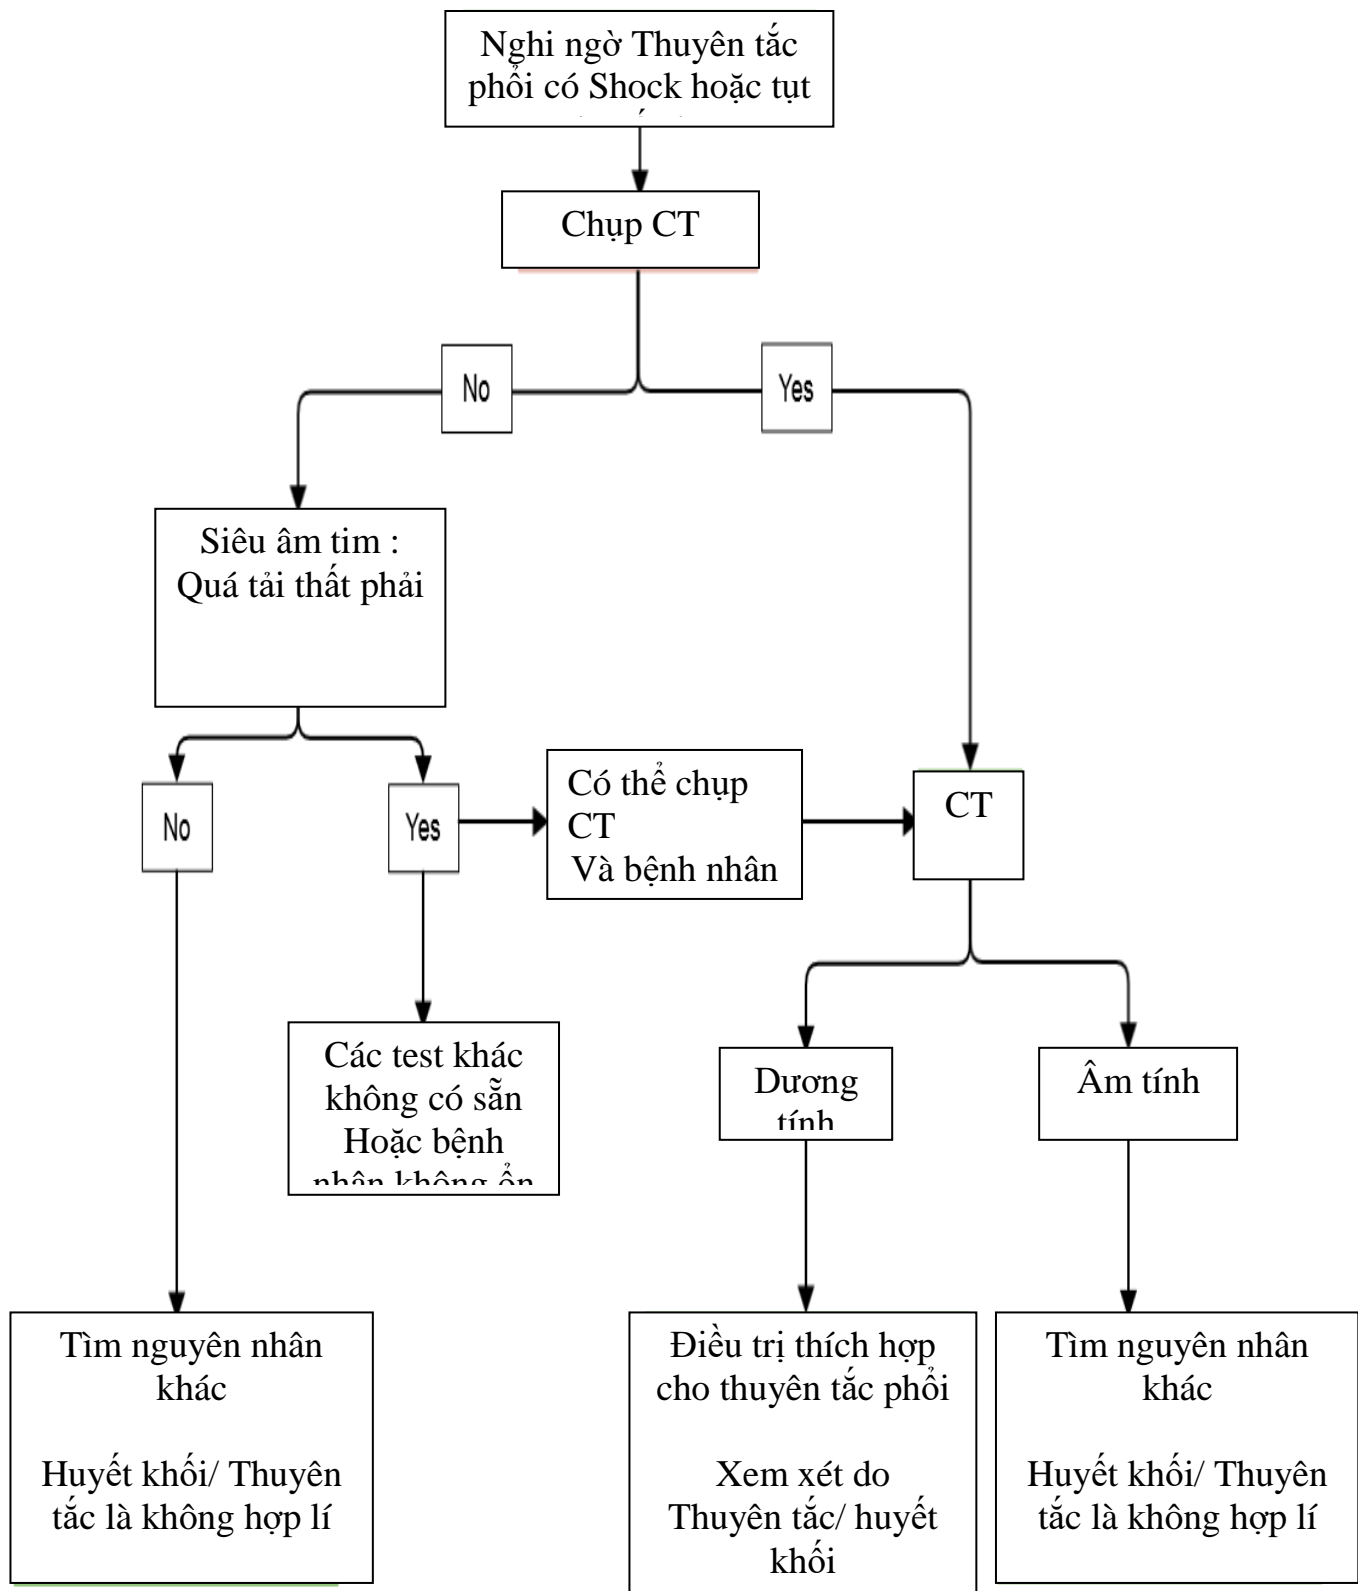 Nghi ngờ Thuyên tắc
phổi có Shock hoặc tụt
Chụp CT
No
Yes
Siêu âm tim :
Quá tải thất phải
No
Yes
Có thể chụp
CT
Và bệnh nhân
CT
Các test khác
không có sẵn
Hoặc bệnh
nhân không ổn
Dương
tính
Âm tính
Tìm nguyên nhân
khác
Huyết khối/ Thuyên
tắc là không hợp lí
Điều trị thích hợp
cho thuyên tắc phổi
Xem xét do
Thuyên tắc/ huyết
khối
Tìm nguyên nhân
khác
Huyết khối/ Thuyên
tắc là không hợp lí